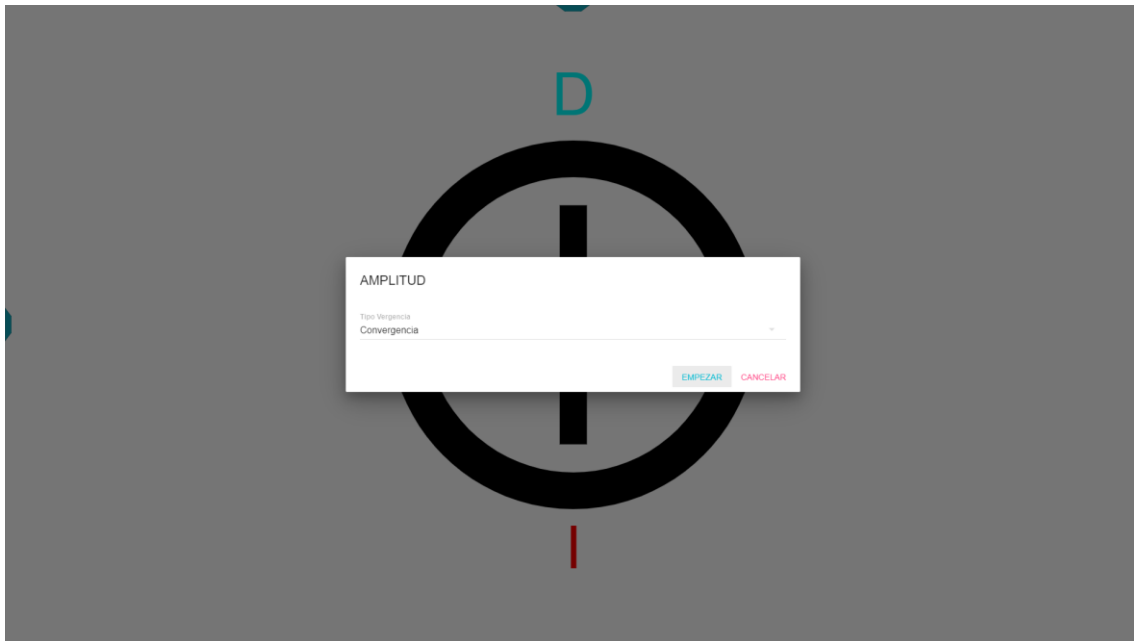 D
AMPLITUD
Tipo Vergencia
Convergencia
EMPEZAR CANCELAR
I